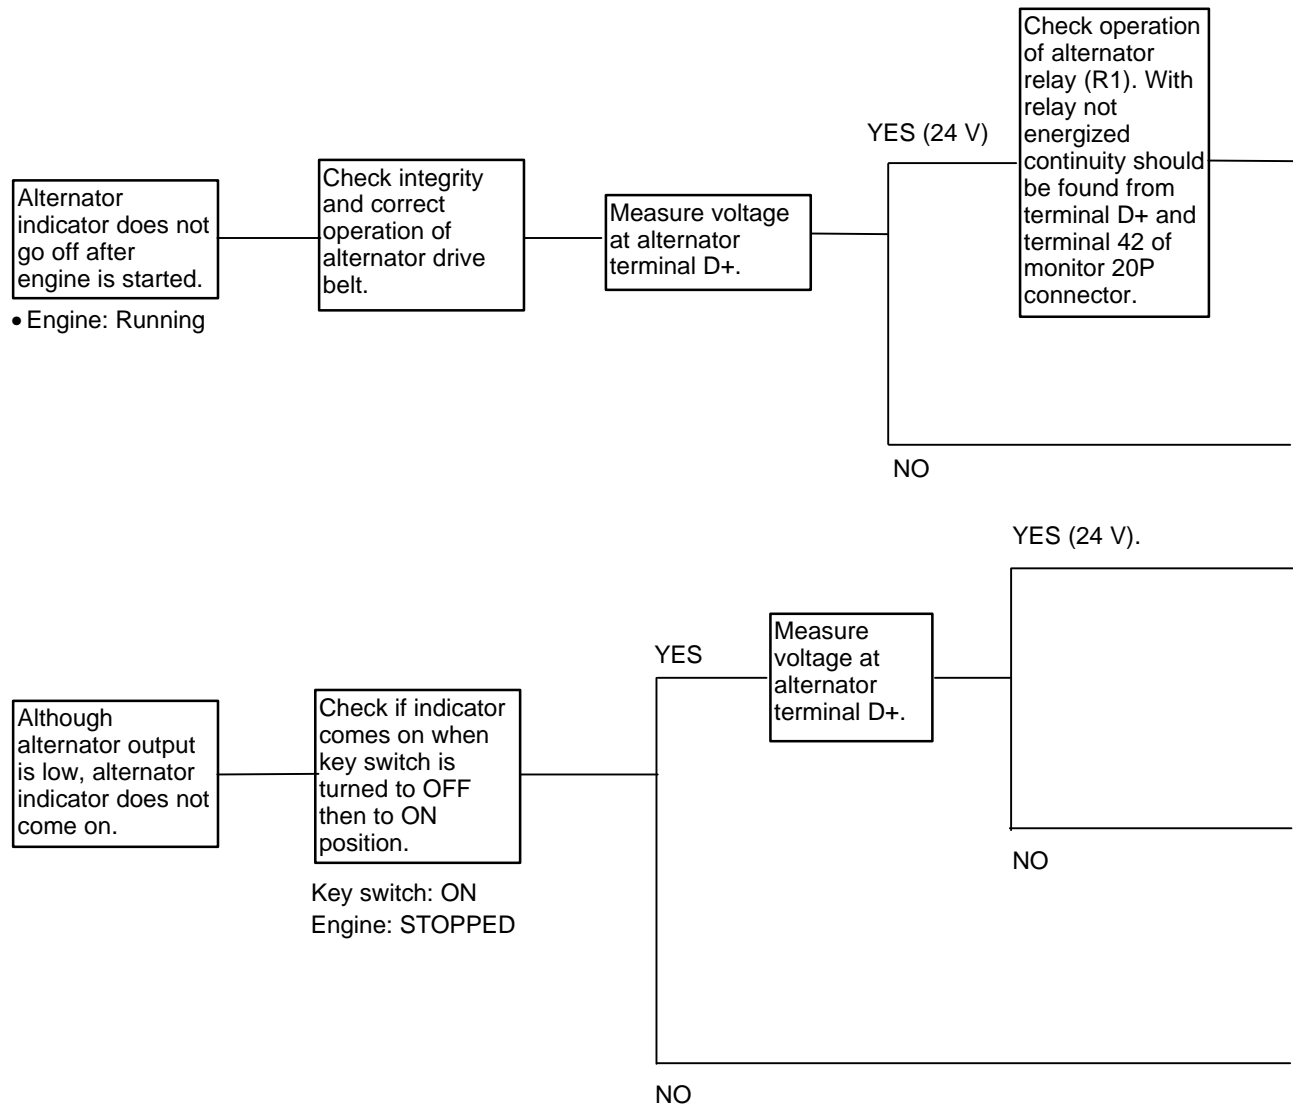 Alternator
indicator does not
go off after
engine is started.
• Engine: Running
Check integrity
and correct
operation of
alternator drive
belt.
Measure voltage
at alternator
terminal D+.
YES (24 V)
Check operation
of alternator
relay (R1). With
relay not
energized
continuity should
be found from
terminal D+ and
terminal 42 of
monitor 20P
connector.
NO
Although
alternator output
is low, alternator
indicator does not
come on.
Check if indicator
comes on when
key switch is
turned to OFF
then to ON
position.
Key switch: ON
Engine: STOPPED
YES
Measure
voltage at
alternator
terminal D+.
YES (24 V).
NO
NO